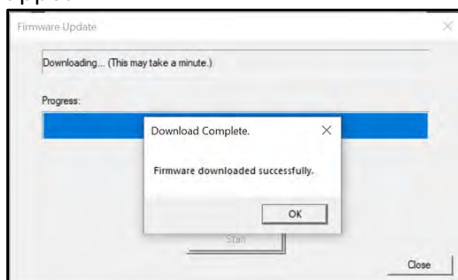 Firmware Update
Downloading... (This may take a minute.)
Progress:
Download Complete.
Firmware downloaded successfully.
OK
Start
Close